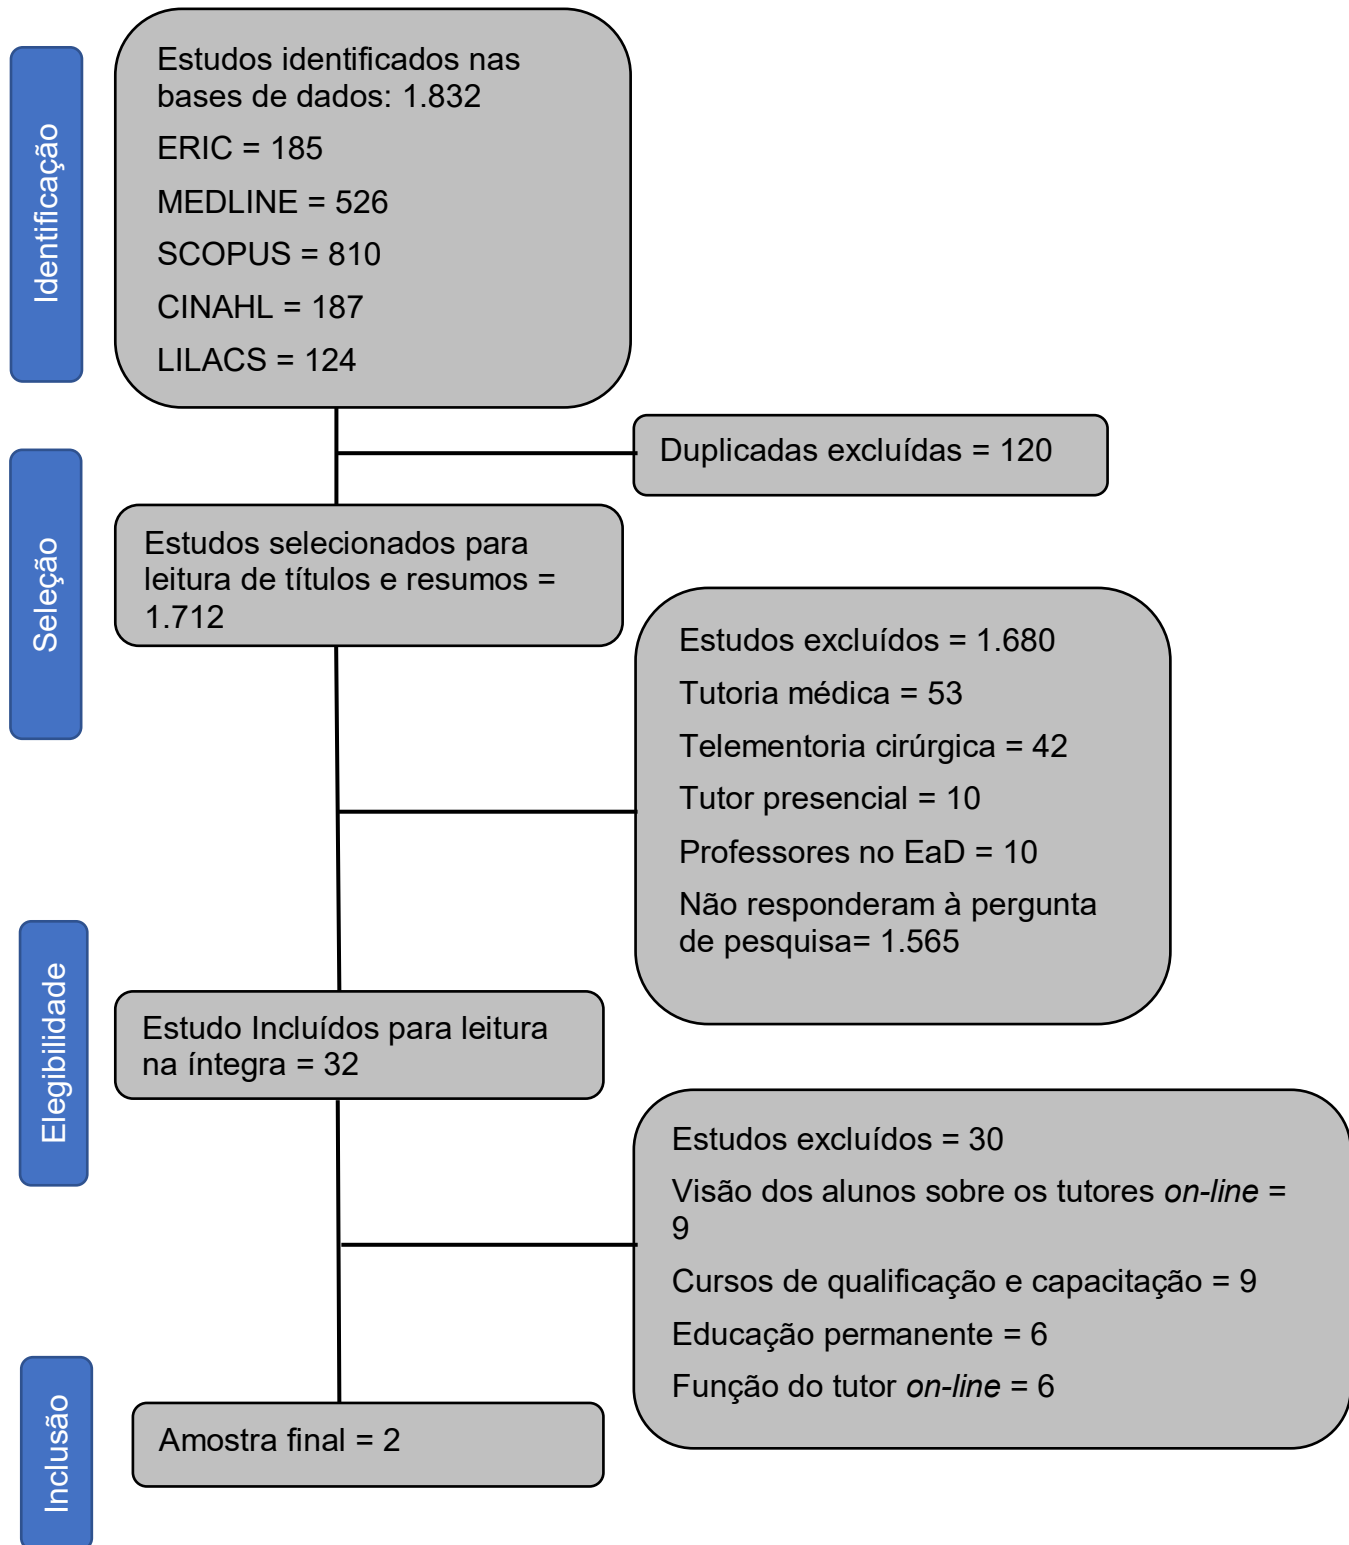 Identificação
Estudos identificados nas
bases de dados: 1.832
ERIC = 185
MEDLINE = 526
SCOPUS = 810
CINAHL = 187
LILACS = 124
Duplicadas excluídas = 120
Seleção
Estudos selecionados para
leitura de títulos e resumos =
1.712
Estudos excluídos = 1.680
Tutoria médica = 53
Telementoria cirúrgica = 42
Tutor presencial = 10
Professores no EaD = 10
Não responderam à pergunta
de pesquisa= 1.565
Elegibilidade
Estudo Incluídos para leitura
na íntegra = 32
Estudos excluídos = 30
Visão dos alunos sobre os tutores on-line =
9
Cursos de qualificação e capacitação = 9
Educação permanente = 6
Função do tutor on-line = 6
Inclusão
Amostra final = 2